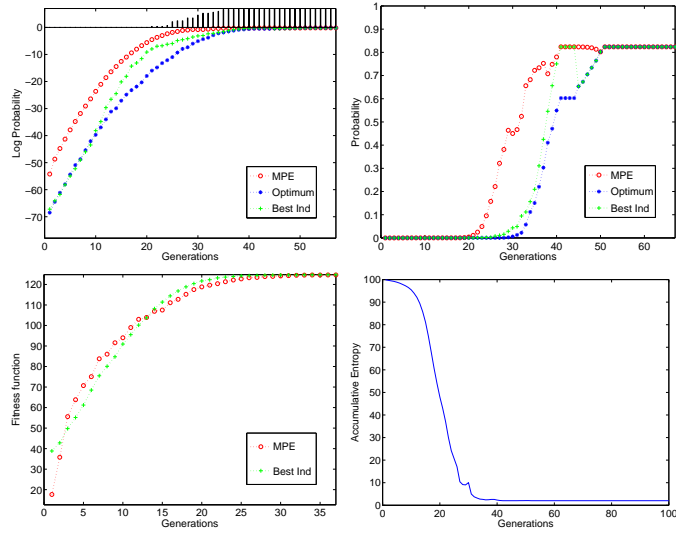 10
0
−10
−20
−30
−40
−50
−60
−70
Log Probability
0 10 20 30 40 50
Generations
MPE
Optimum
Best Ind
1
0.9
0.8
0.7
0.6
0.5
0.4
0.3
0.2
0.1
0
Probability
0 10 20 30 40 50 60
Generations
MPE
Optimum
Best Ind
120
110
100
90
80
70
60
50
40
30
20
Fitness function
0 5 10 15 20 25 30 35
Generations
MPE
Best Ind
100
90
80
70
60
50
40
30
20
10
0
Accumulative Entropy
0 20 40 60 80 100
Generations